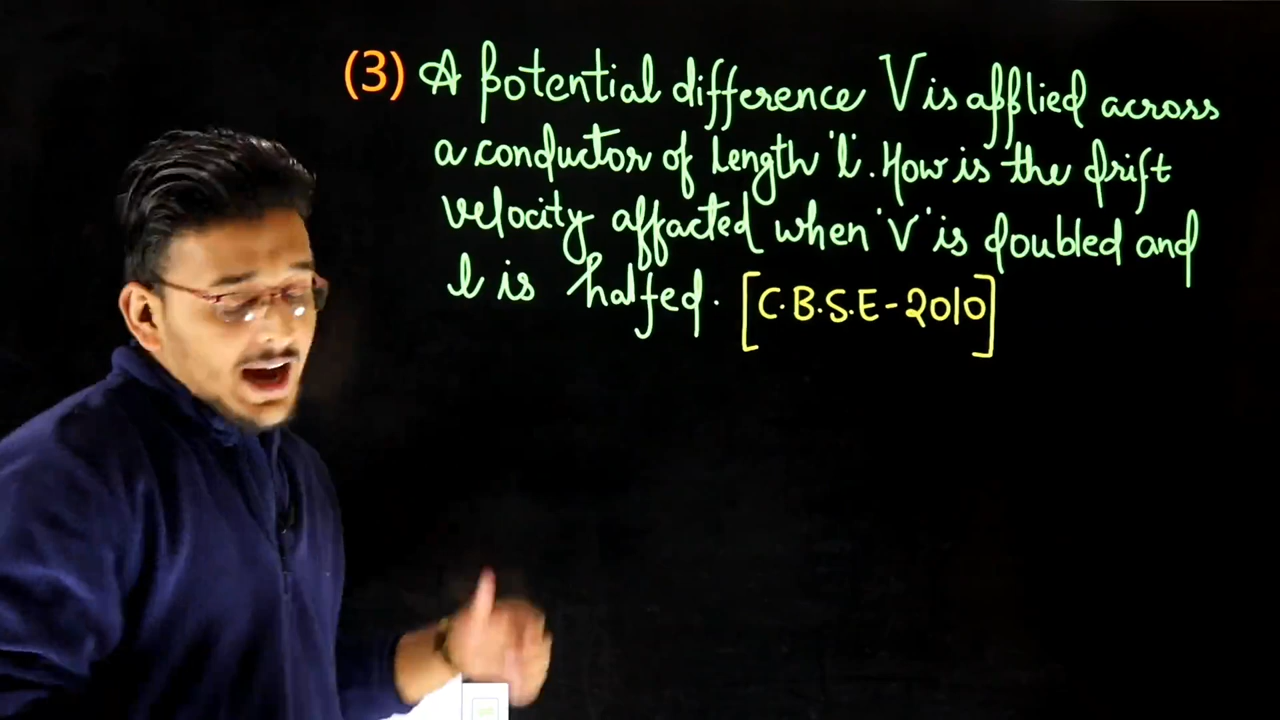 (3) A potential difference V is applied across
a conductor of length 'l'. How is the drift
velocity affacted when 'V' is doubled and
l is halfed. [C.B.S.E-2010]